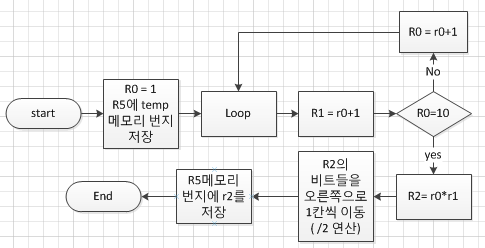 start
R0 = 1
R5에 temp
메모리 번지
저장
Loop
R1 = r0+1
R0=10
No
R0 = r0+1
yes
R2= r0*r1
R2의
비트들을
오른쪽으로
1칸씩 이동
( /2 연산)
R5메모리
번지에 r2를
저장
End